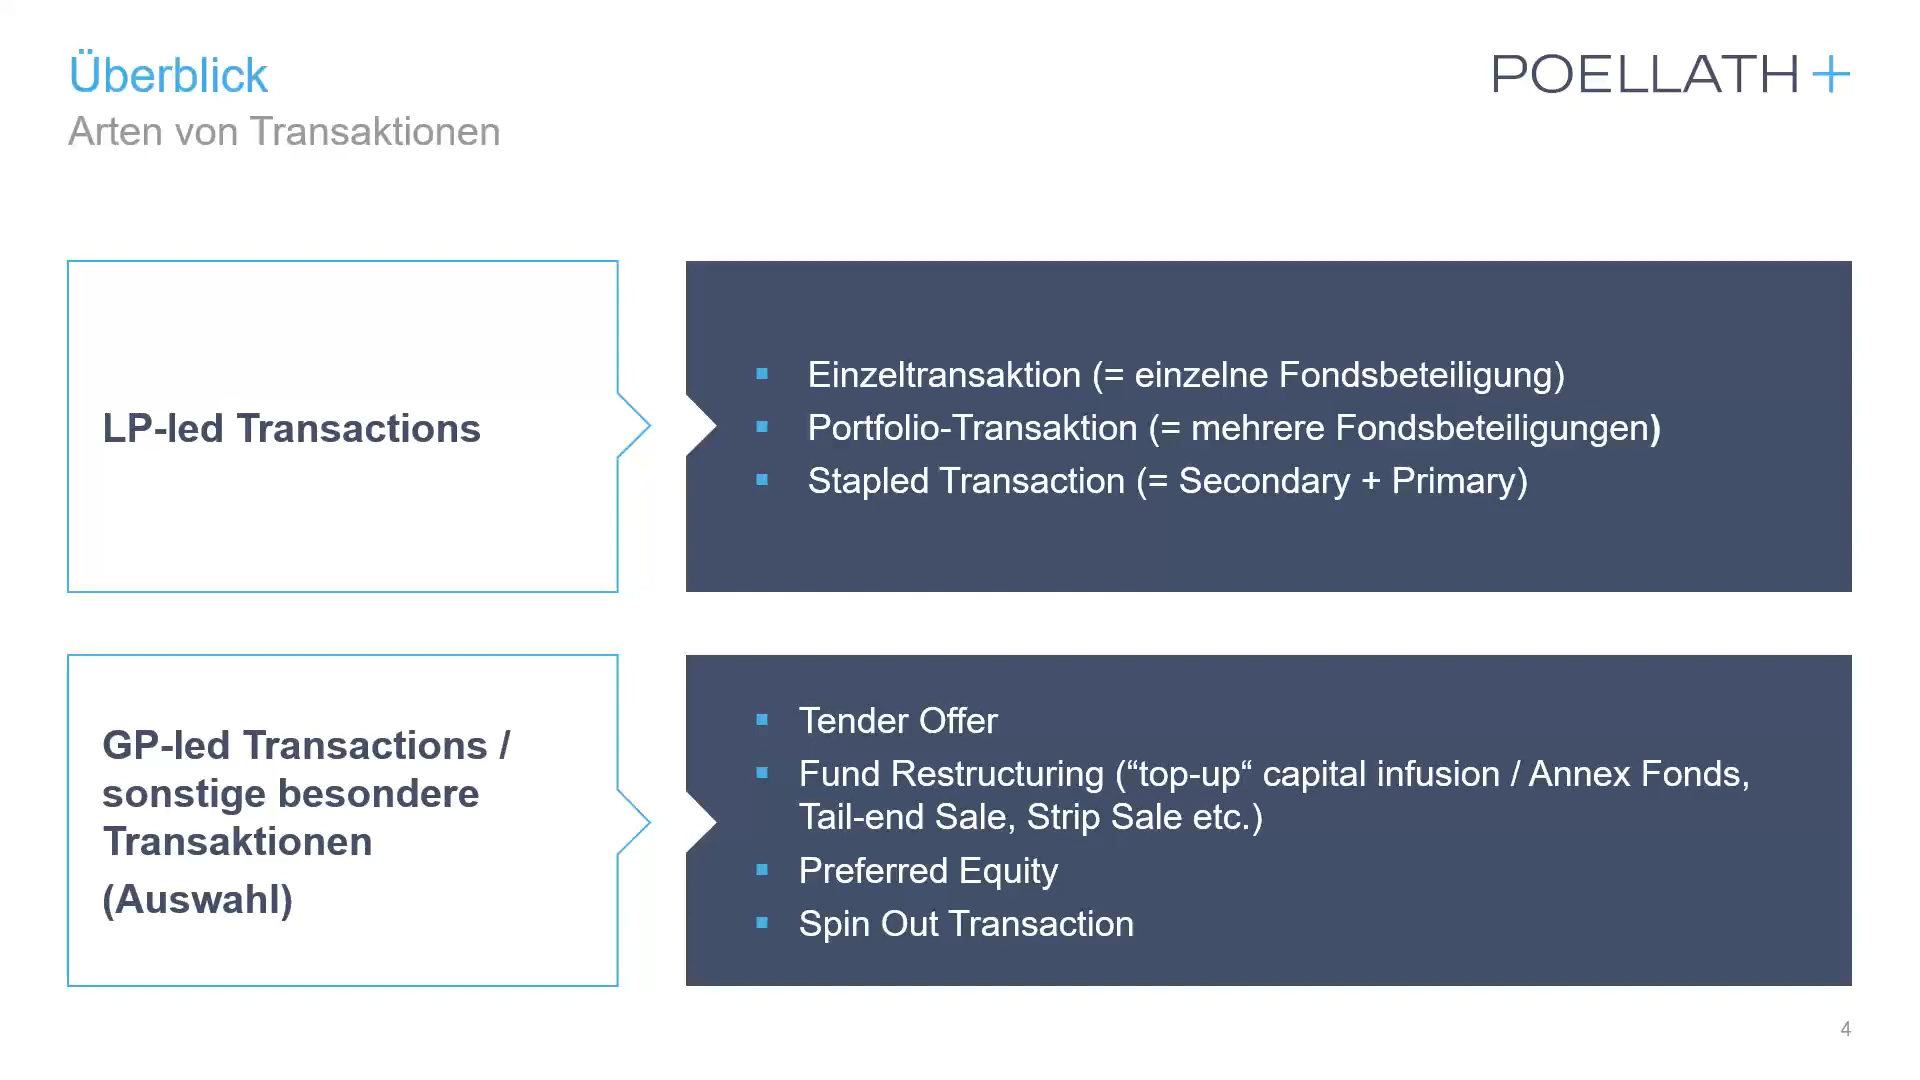 Überblick
POELLATH+
Arten von Transaktionen
LP-led Transactions
▪ Einzeltransaktion (= einzelne Fondsbeteiligung)
▪ Portfolio-Transaktion (= mehrere Fondsbeteiligungen)
▪ Stapled Transaction (= Secondary + Primary)
GP-led Transactions /
sonstige besondere
Transaktionen
(Auswahl)
▪ Tender Offer
▪ Fund Restructuring (“top-up“ capital infusion / Annex Fonds,
Tail-end Sale, Strip Sale etc.)
▪ Preferred Equity
▪ Spin Out Transaction
4